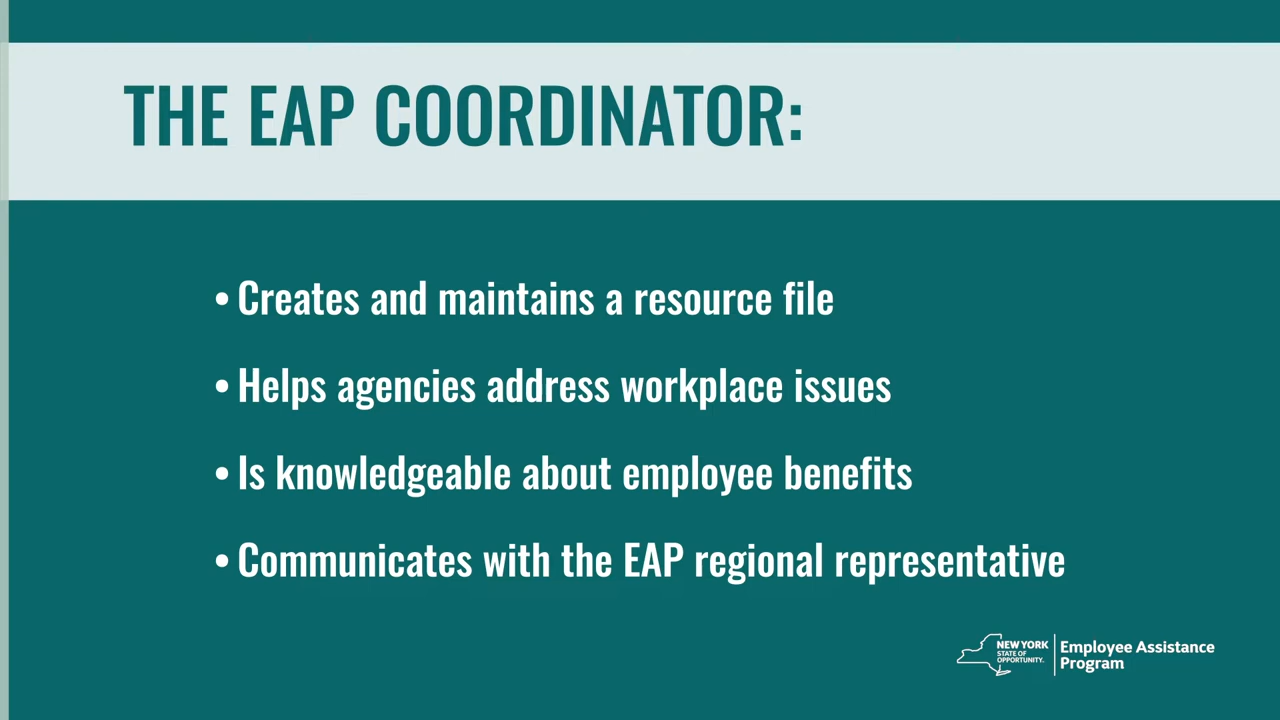 THE EAP COORDINATOR:
• Creates and maintains a resource file
• Helps agencies address workplace issues
• Is knowledgeable about employee benefits
• Communicates with the EAP regional representative
NEW YORK
STATE OF
OPPORTUNITY.
Employee Assistance
Program